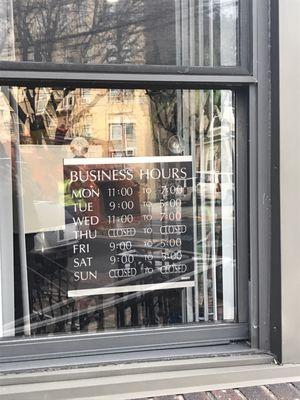 BUSINESS HOURS
MON 11:00 TO 7:00
TUE 9:00 TO 5:00
WED 11:00 TO 7:00
THU CLOSED TO CLOSED
FRI 9:00 TO 5:00
SAT 9:00 TO 3:00
SUN CLOSED TO CLOSED